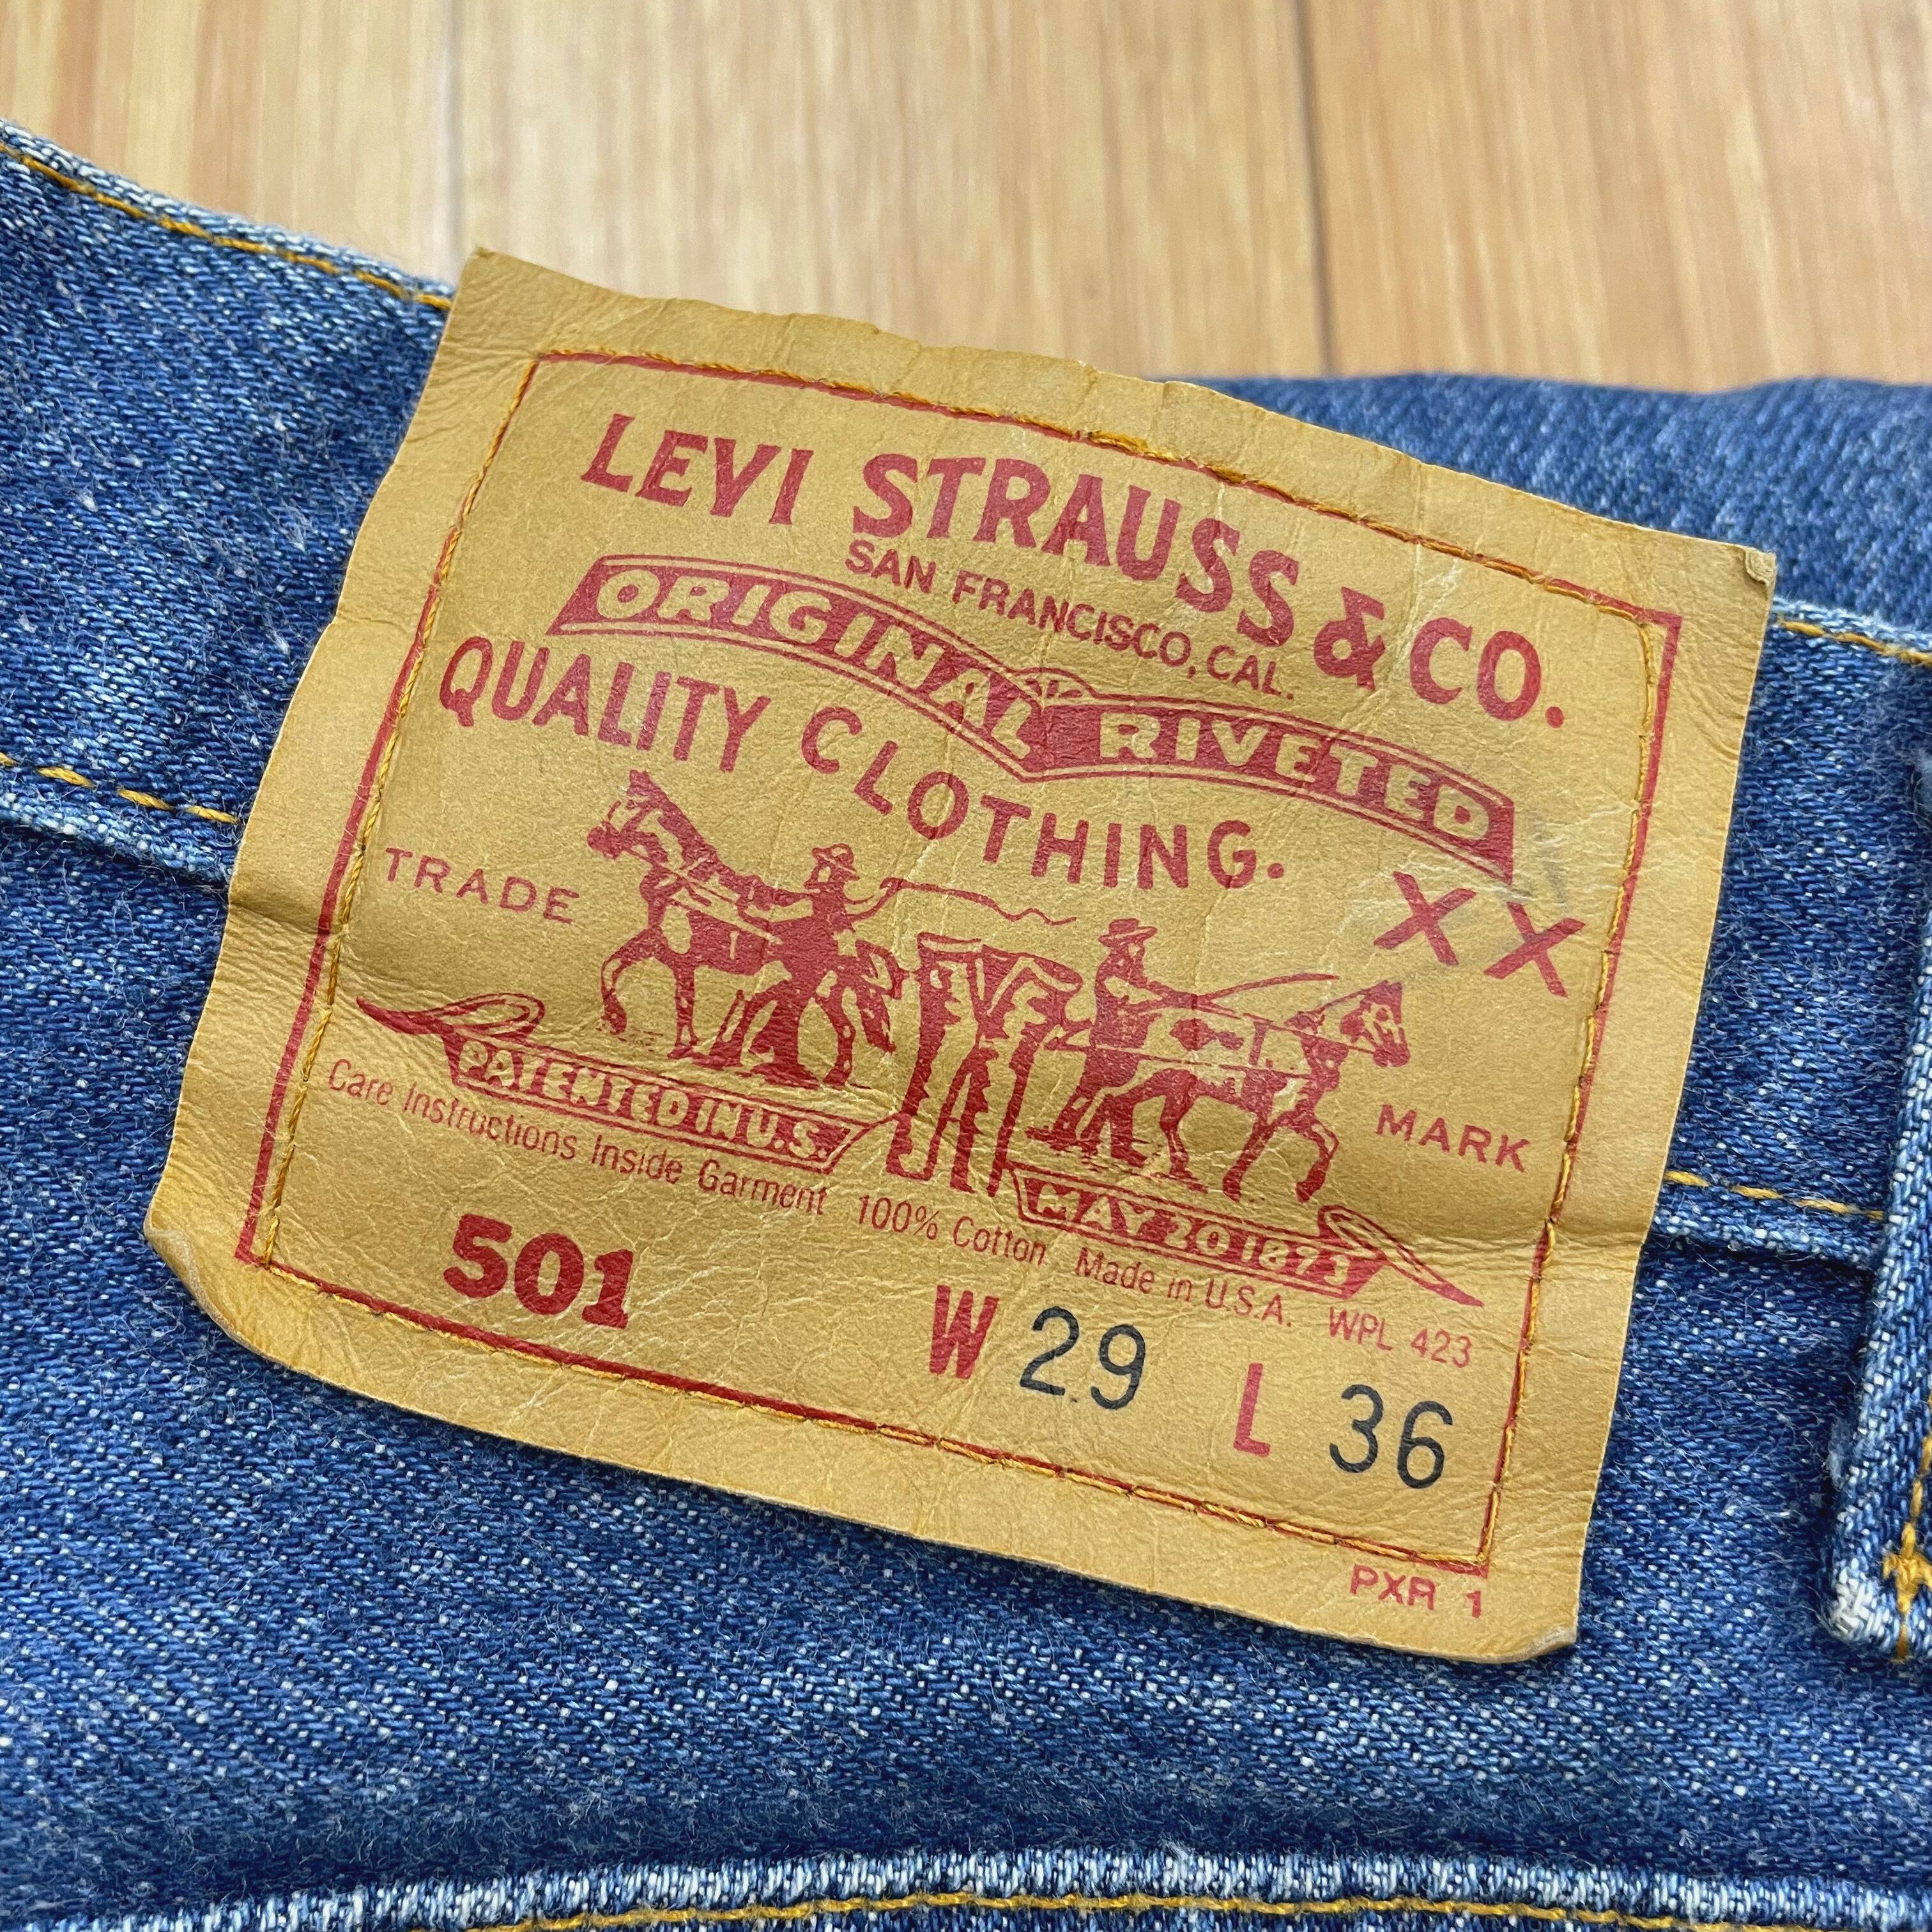 LEVI STRAUSS & CO.
SAN FRANCISCO, CAL.
ORIGINAL RIVETED
QUALITY CLOTHING.
TRADE
XX
MARK
PATENTED IN U.S.
MAY 20 1873
Care Instructions Inside Garment 100% Cotton Made in U.S.A. WPL 423
501 W 29 L 36
PXR 1